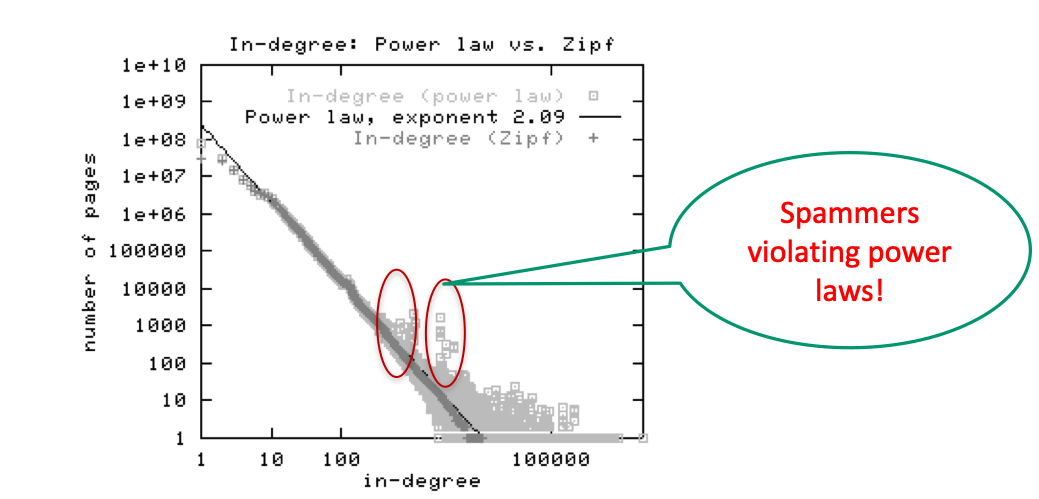 In-degree: Power law vs. Zipf
1e+10
1e+09
1e+08
1e+07
1e+06
100000
10000
1000
100
10
1
number of pages
In-degree (power law)
Power law, exponent 2.09
In-degree (Zipf)
1 10 100 100000
in-degree
Spammers
violating power
laws!